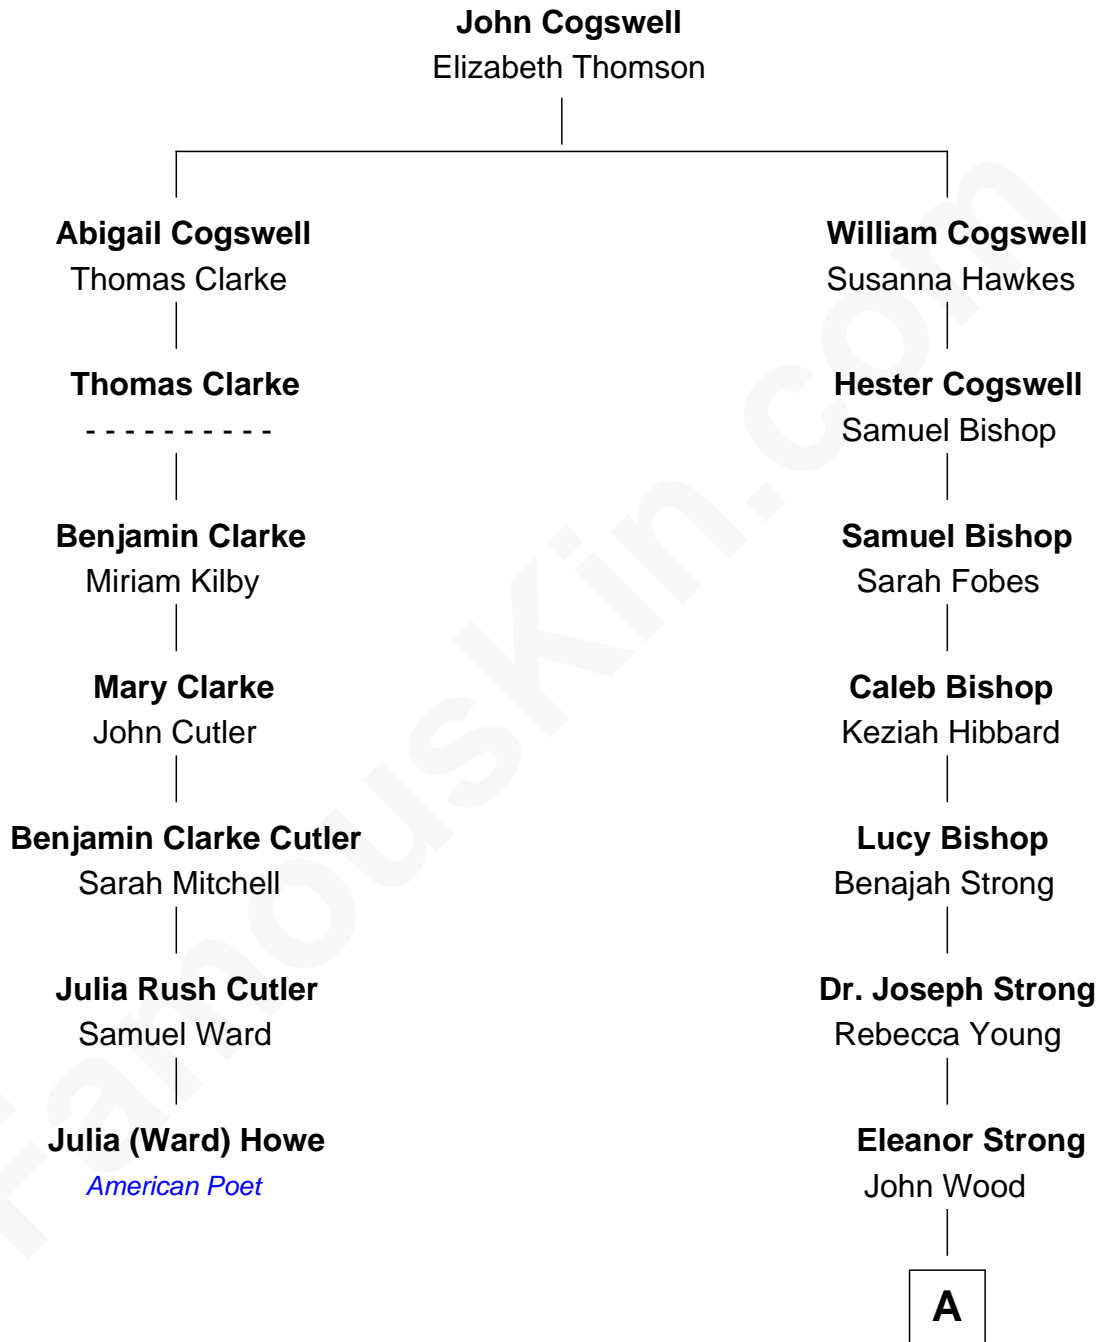 John Cogswell
Elizabeth Thomson
Abigail Cogswell
Thomas Clarke
William Cogswell
Susanna Hawkes
Thomas Clarke
- - - - - - - - - -
Hester Cogswell
Samuel Bishop
Benjamin Clarke
Miriam Kilby
Samuel Bishop
Sarah Fobes
Mary Clarke
John Cutler
Caleb Bishop
Keziah Hibbard
Benjamin Clarke Cutler
Sarah Mitchell
Lucy Bishop
Benajah Strong
Julia Rush Cutler
Samuel Ward
Dr. Joseph Strong
Rebecca Young
Julia (Ward) Howe
American Poet
Eleanor Strong
John Wood
A
FamousKin.com